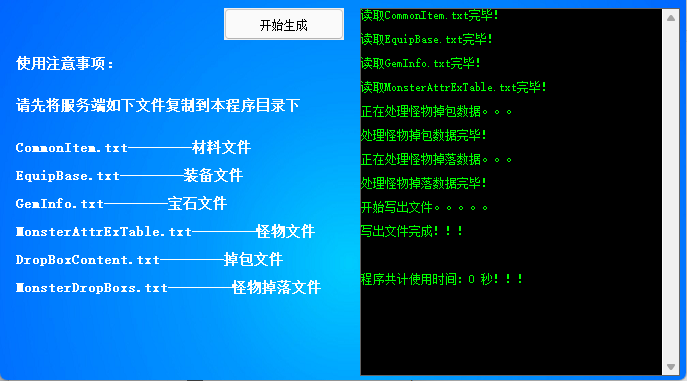 开始生成
使用注意事项:
请先将服务端如下文件复制到本程序目录下
CommonItem.txt————材料文件
EquipBase.txt————装备文件
GemInfo.txt————宝石文件
MonsterAttrExTable.txt————怪物文件
DropBoxContent.txt————掉包文件
MonsterDropBoxs.txt————怪物掉落文件
读取CommonItem.txt完毕!
读取EquipBase.txt完毕!
读取GemInfo.txt完毕!
读取MonsterAttrExTable.txt完毕!
正在处理怪物掉包数据。。。
处理怪物掉包数据完毕!
正在处理怪物掉落数据。。。
处理怪物掉落数据完毕!
开始写出文件。。。。。
写出文件完成!!!
程序共计使用时间:0 秒!!!